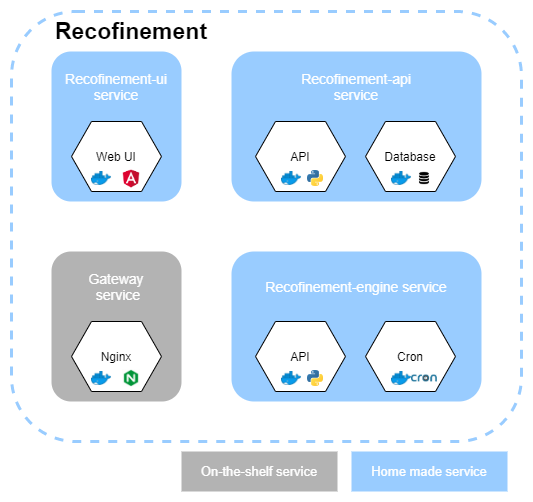 Recofinement
Recofinement-ui
service
Web UI
Recofinement-api
service
API
Database
Gateway
service
Nginx
Recofinement-engine service
API
Cron
cron
On-the-shelf service
Home made service